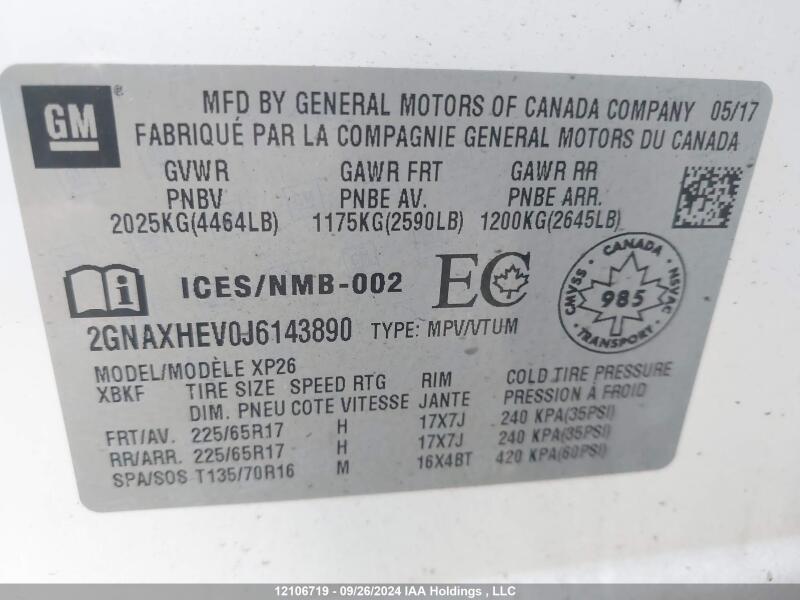 GM®
MFD BY GENERAL MOTORS OF CANADA COMPANY 05/17
FABRIQUÉ PAR LA COMPAGNIE GENERAL MOTORS DU CANADA
GVWR GAWR FRT GAWR RR
PNBV PNBE AV. PNBE ARR.
2025KG(4464LB) 1175KG(2590LB) 1200KG(2645LB)
i ICES/NMB-002 EC
CANADA
CMVSS 985 NSVAC
TRANSPORT
2GNAXHEV0J6143890 TYPE: MPV/VTUM
MODEL/MODÈLE XP26
XBKF TIRE SIZE SPEED RTG RIM COLD TIRE PRESSURE
DIM. PNEU COTE VITESSE JANTE PRESSION À FROID
FRT/AV. 225/65R17 H 17X7J 240 KPA(35PSI)
RR/ARR. 225/65R17 H 17X7J 240 KPA(35PSI)
SPA/SOS T135/70R16 M 16X4BT 420 KPA(60PSI)
12106719 - 09/26/2024 IAA Holdings , LLC